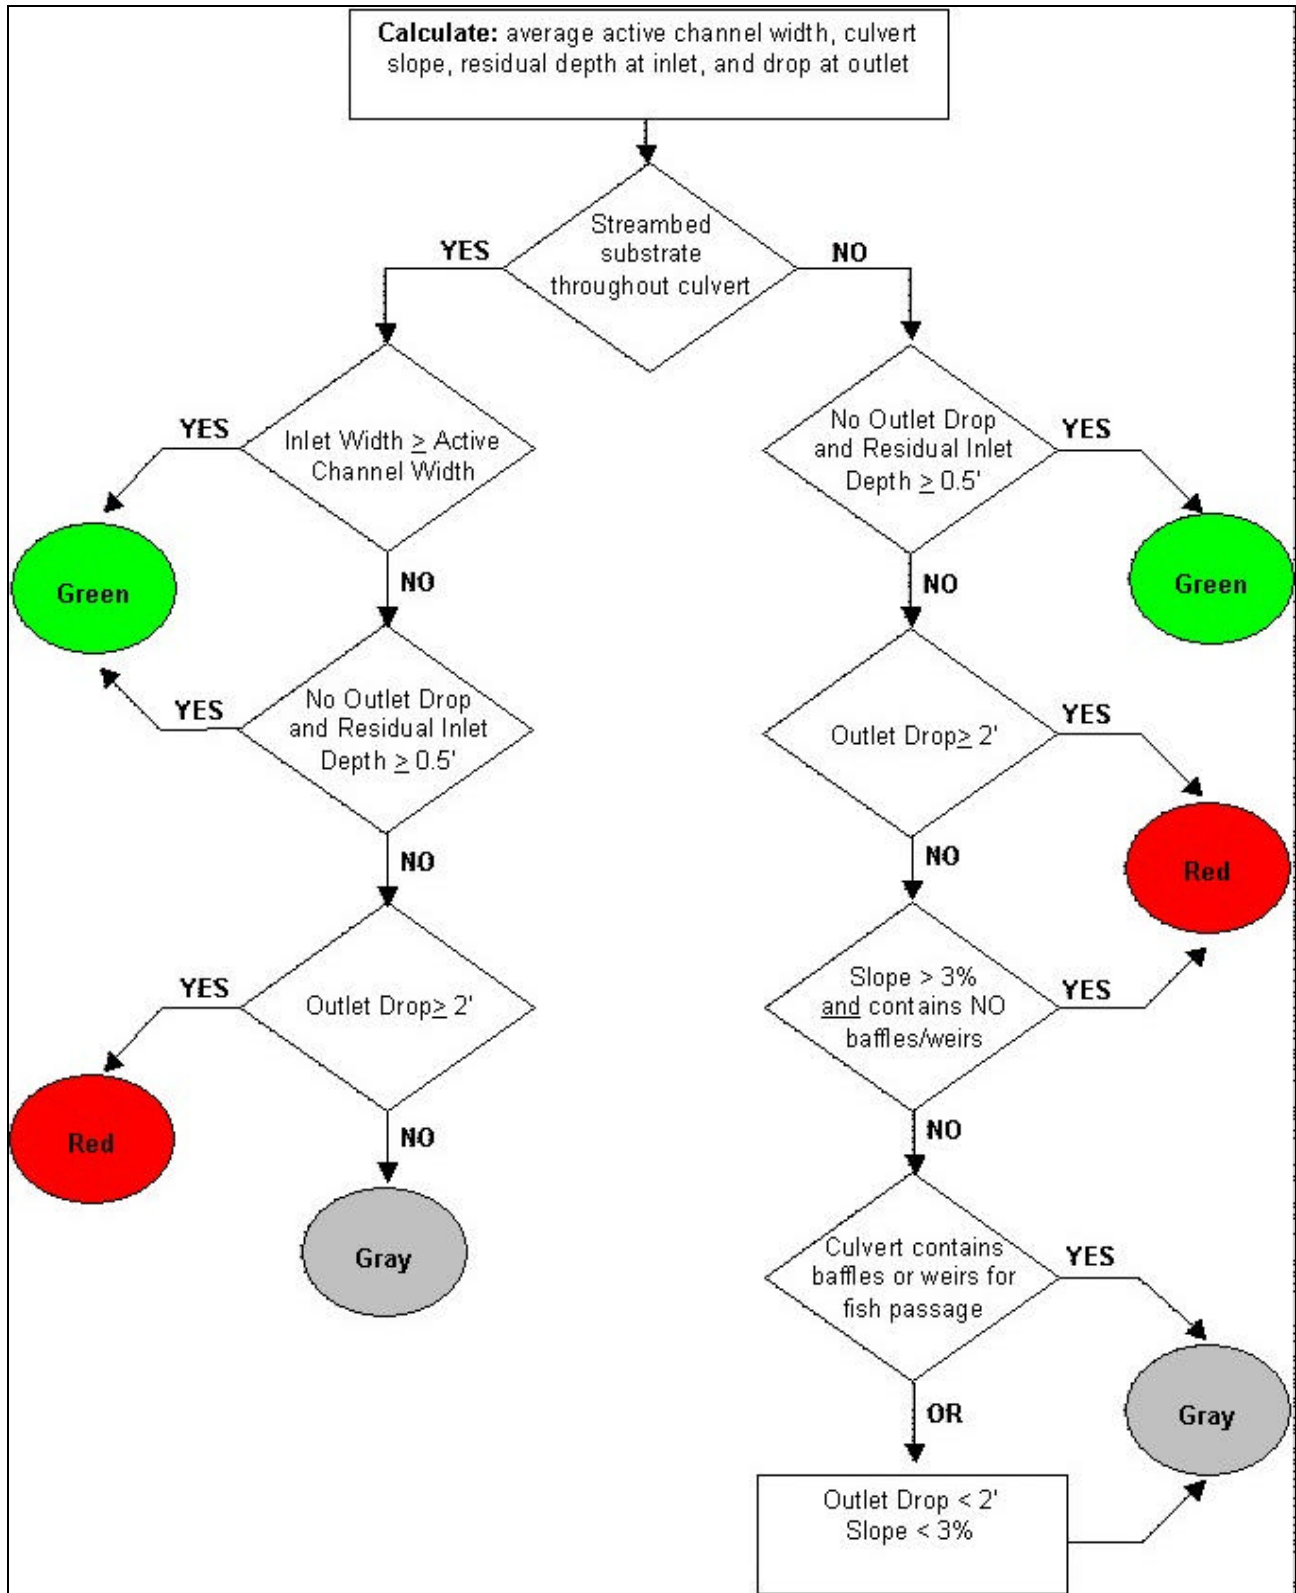 Calculate: average active channel width, culvert
slope, residual depth at inlet, and drop at outlet
Streambed
substrate
throughout culvert
YES
NO
Inlet Width ≥ Active
Channel Width
YES
Green
NO
No Outlet Drop
and Residual Inlet
Depth ≥ 0.5'
YES
NO
Outlet Drop≥ 2'
YES
Red
NO
Gray
No Outlet Drop
and Residual Inlet
Depth ≥ 0.5'
YES
Green
NO
Outlet Drop≥ 2'
YES
Red
NO
Slope > 3%
and contains NO
baffles/weirs
YES
NO
Culvert contains
baffles or weirs for
fish passage
YES
Gray
OR
Outlet Drop < 2'
Slope < 3%